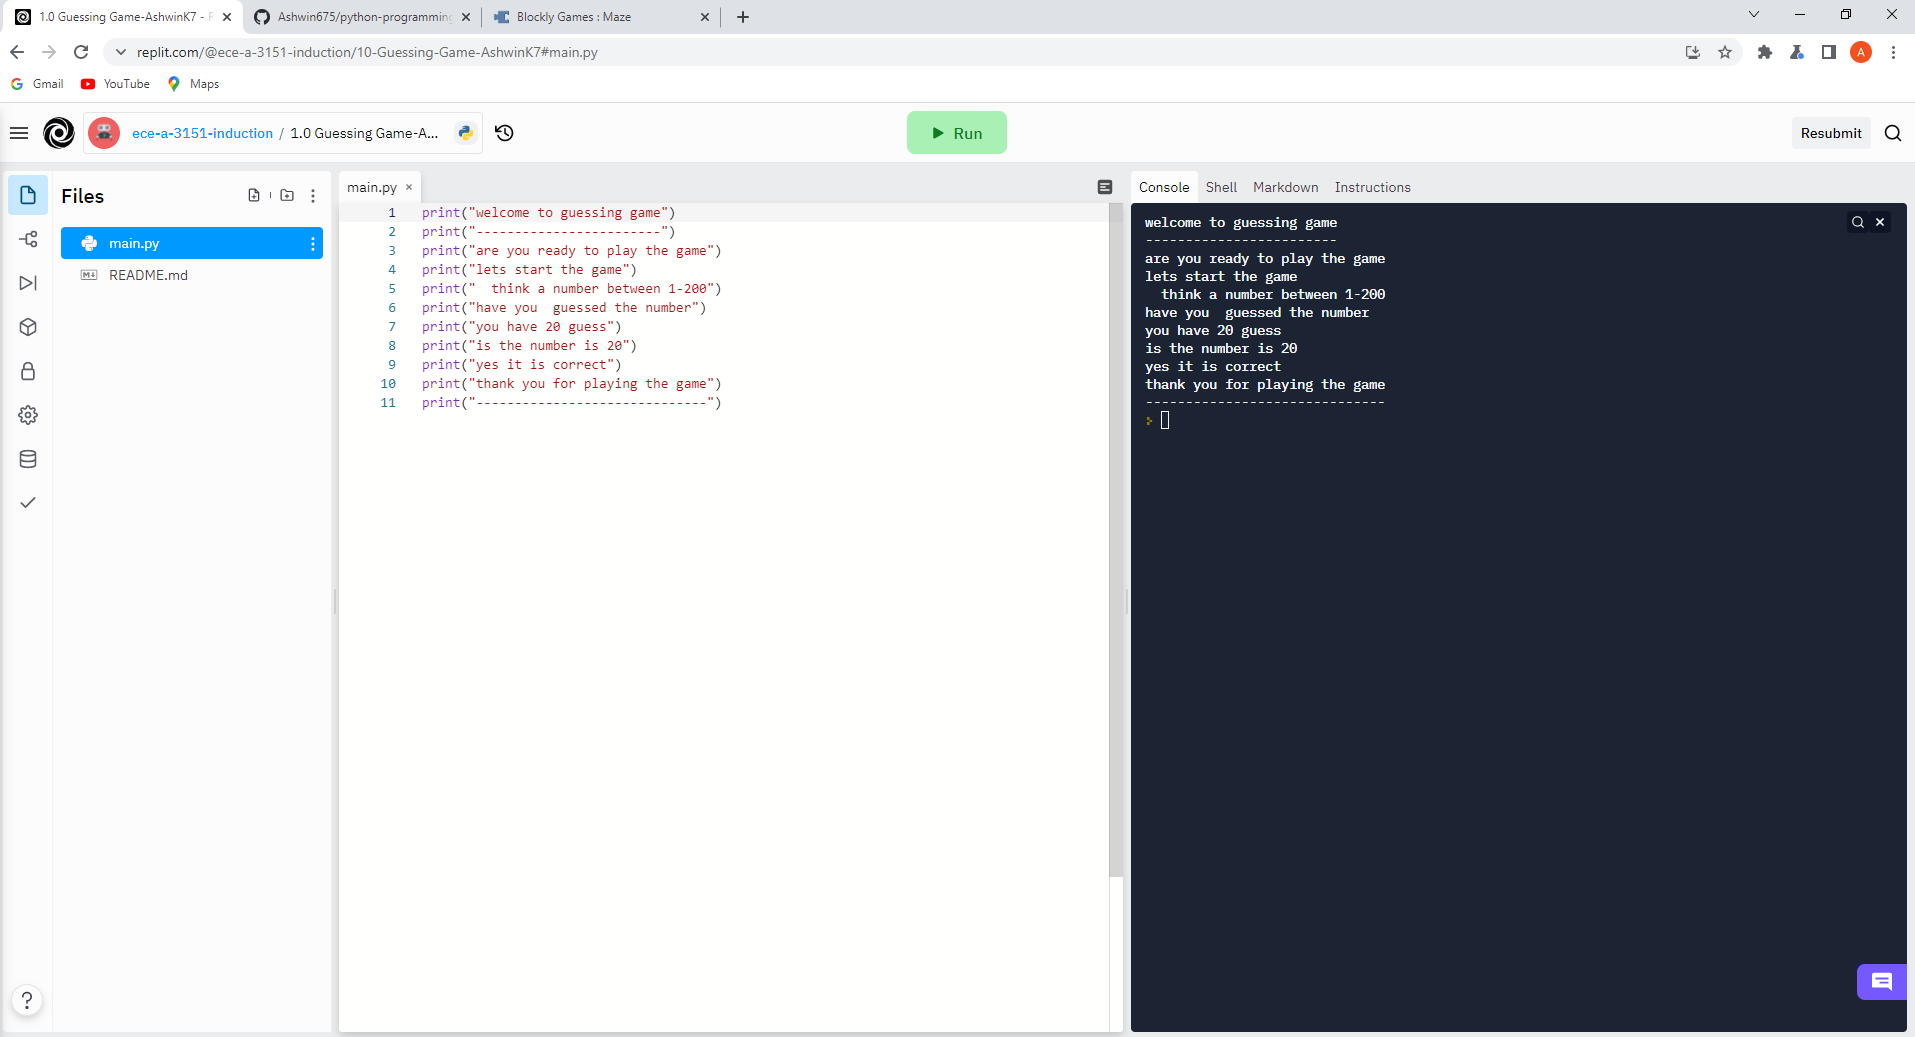 1.0 Guessing Game-AshwinK7 -
Ashwin675/python-programming
Blockly Games : Maze
replit.com/@ece-a-3151-induction/10-Guessing-Game-AshwinK7#main.py
A
Gmail
YouTube
Maps
ece-a-3151-induction / 1.0 Guessing Game-A...
Run
Resubmit
Files
main.py
README.md
main.py
1 print("welcome to guessing game")
2 print("------------------------")
3 print("are you ready to play the game")
4 print("lets start the game")
5 print("  think a number between 1-200")
6 print("have you  guessed the number")
7 print("you have 20 guess")
8 print("is the number is 20")
9 print("yes it is correct")
10 print("thank you for playing the game")
11 print("------------------------------")
Console Shell Markdown Instructions
welcome to guessing game
------------------------
are you ready to play the game
lets start the game
  think a number between 1-200
have you  guessed the number
you have 20 guess
is the number is 20
yes it is correct
thank you for playing the game
------------------------------